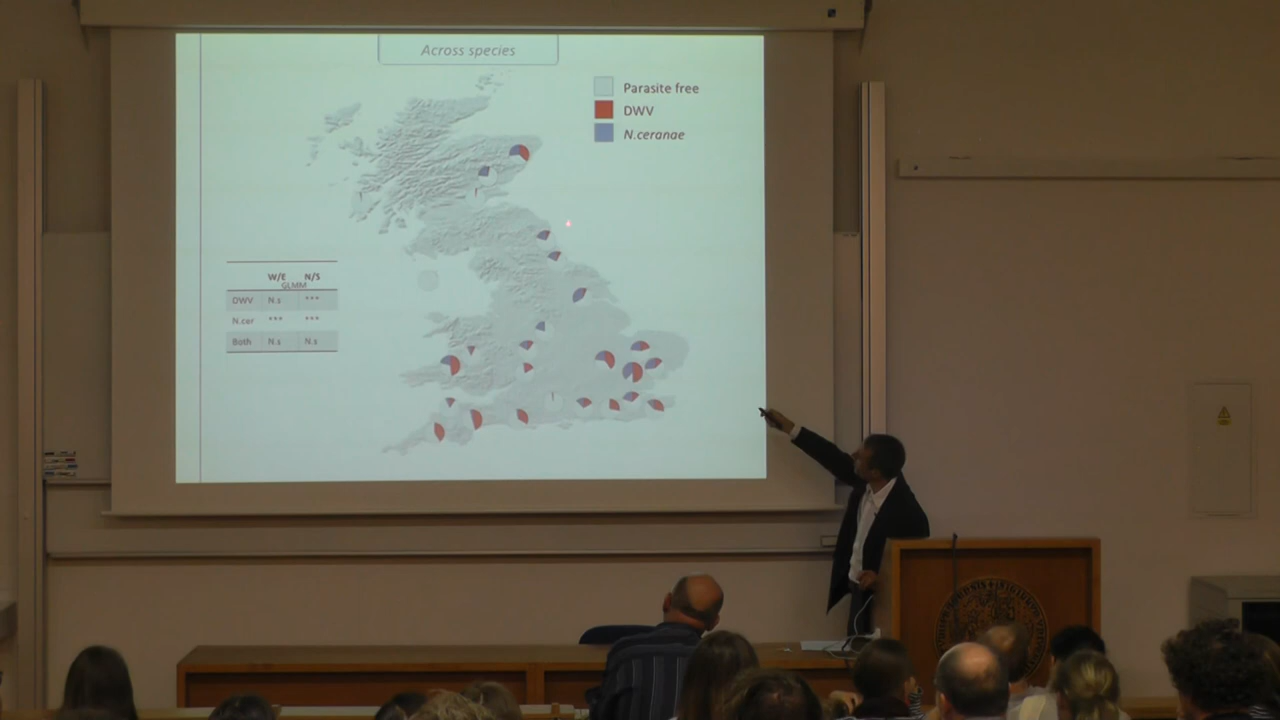 Across species
Parasite free
DWV
N.ceranae
W/E N/S
GLMM
DWV N.s ***
N.cer *** ***
Both N.s N.s